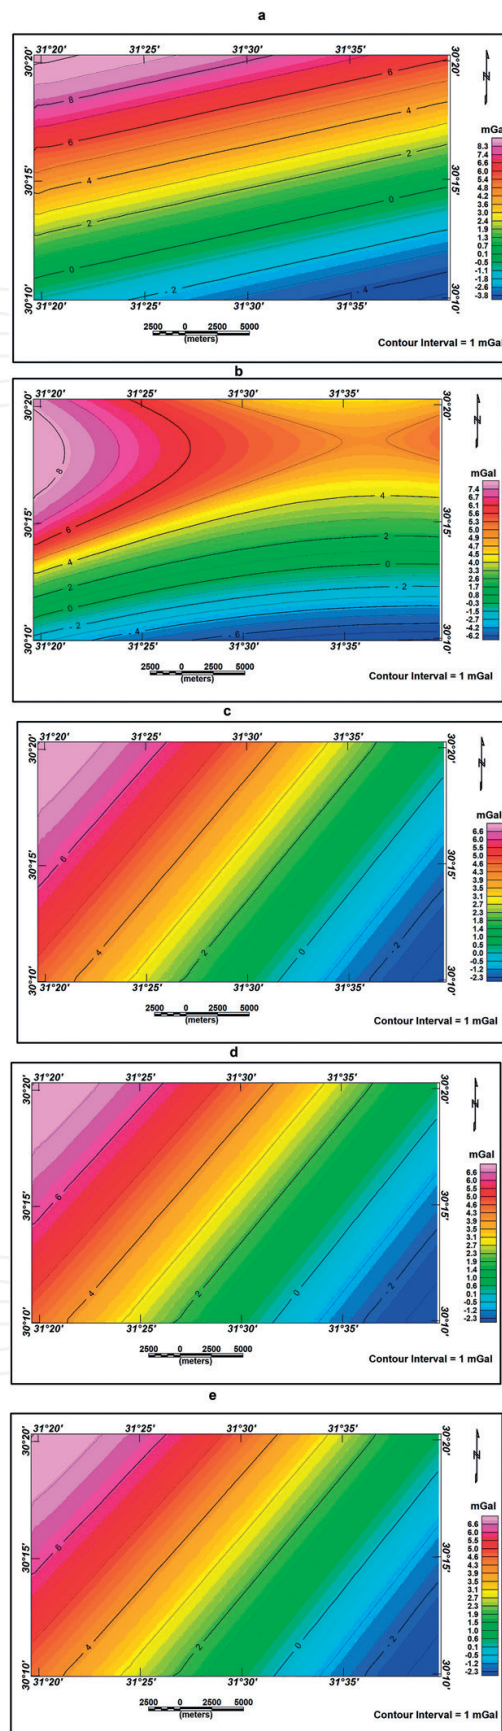 a
31°20' 31°25' 31°30' 31°35'
30°20' 30°20'
N
8 6
6 4
mGal
8.3
6.6
6.0
5.4
4.8
4.4
4.0
3.5
2.9
2.4
1.9
1.3
0.7
-0.1
-0.5
-1.1
-1.8
-2.6
-3.8
30°15' 30°15'
4 2
2 0
0 -2 -4
30°10' 30°10'
31°20' 31°25' 31°30' 31°35'
2500 0 2500 5000
(meters)
Contour Interval = 1 mGal
b
31°20' 31°25' 31°30' 31°35'
30°20' 30°20'
N
8
mGal
7.4
6.7
6.1
5.6
5.3
4.9
4.7
4.5
4.0
3.3
2.6
1.8
0.8
-0.3
-1.5
-2.7
-4.2
-6.2
30°15' 30°15'
6 4
4 2
2 0
0 -2
-2 -4 -6
30°10' 30°10'
31°20' 31°25' 31°30' 31°35'
2500 0 2500 5000
(meters)
Contour Interval = 1 mGal
c
31°20' 31°25' 31°30' 31°35'
30°20' 30°20'
N
mGal
6.6
6.0
5.5
5.0
4.6
4.3
3.9
3.5
3.1
2.7
2.3
1.8
1.4
1.0
0.5
0.0
-0.5
-1.2
-2.3
30°15' 30°15'
6
4 2 0 -2
30°10' 30°10'
31°20' 31°25' 31°30' 31°35'
2500 0 2500 5000
(meters)
Contour Interval = 1 mGal
d
31°20' 31°25' 31°30' 31°35'
30°20' 30°20'
N
mGal
6.6
6.0
5.5
5.0
4.6
4.3
3.9
3.5
3.1
2.7
2.3
1.9
1.4
1.0
0.6
0.1
-0.5
-1.2
-2.3
30°15' 30°15'
6
4 2 0 -2
30°10' 30°10'
31°20' 31°25' 31°30' 31°35'
2500 0 2500 5000
(meters)
Contour Interval = 1 mGal
e
31°20' 31°25' 31°30' 31°35'
30°20' 30°20'
N
mGal
6.6
6.0
5.5
5.0
4.6
4.3
3.9
3.5
3.1
2.7
2.3
1.9
1.5
1.0
0.6
0.1
-0.5
-1.2
-2.3
30°15' 30°15'
6
4 2 0 -2
30°10' 30°10'
31°20' 31°25' 31°30' 31°35'
2500 0 2500 5000
(meters)
Contour Interval = 1 mGal